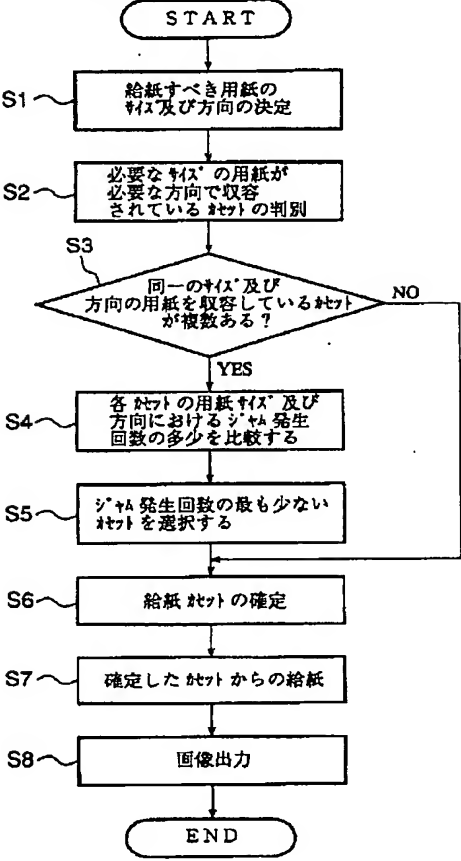 START
S1
給紙すべき用紙の
ｻｲｽﾞ及び方向の決定
S2
必要なｻｲｽﾞの用紙が
必要な方向で収容
されているｶｾｯﾄの判別
S3
同一のｻｲｽﾞ及び
方向の用紙を収容しているｶｾｯﾄ
が複数ある？
NO
YES
S4
各ｶｾｯﾄの用紙ｻｲｽﾞ及び
方向におけるｼﾞｬﾑ発生
回数の多少を比較する
S5
ｼﾞｬﾑ発生回数の最も少ない
ｶｾｯﾄを選択する
S6
給紙ｶｾｯﾄの確定
S7
確定したｶｾｯﾄからの給紙
S8
画像出力
END